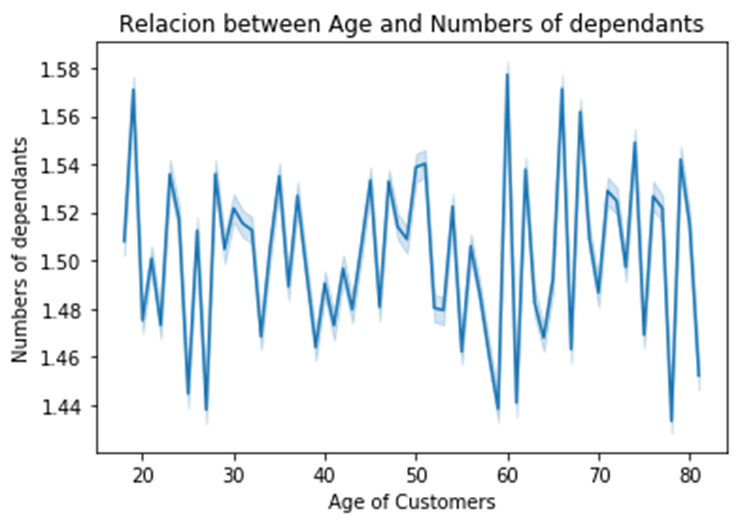 Relacion between Age and Numbers of dependants
1.58
1.56
1.54
1.52
1.50
1.48
1.46
1.44
Numbers of dependants
20 30 40 50 60 70 80
Age of Customers